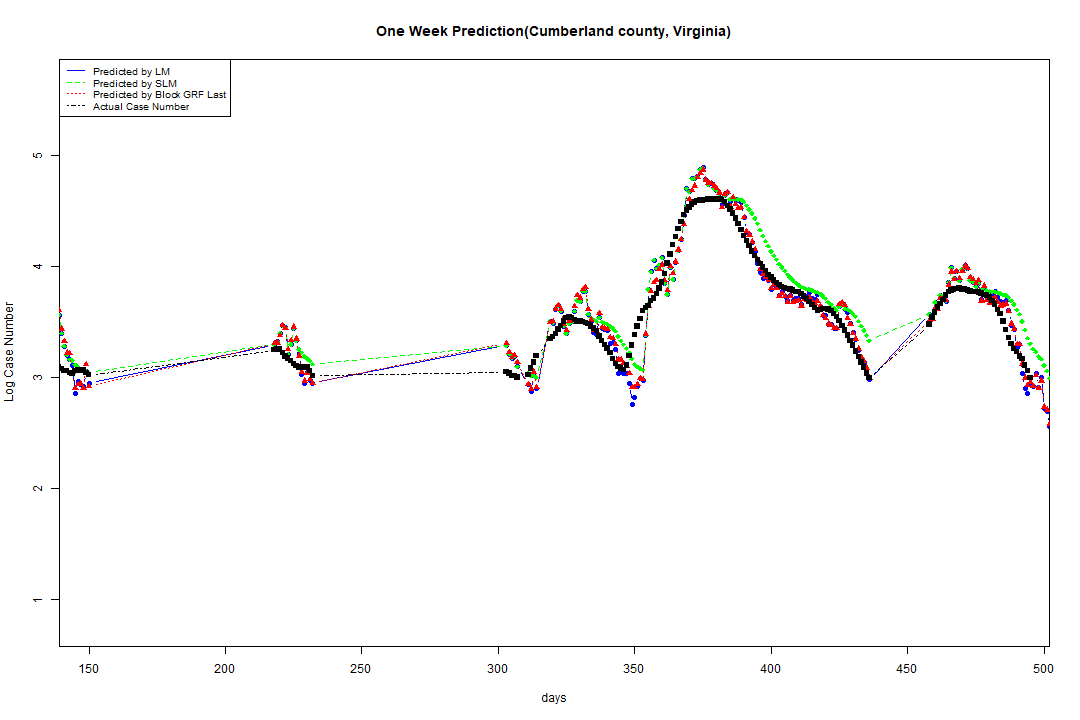 One Week Prediction(Cumberland county, Virginia)
Predicted by LM
Predicted by SLM
Predicted by Block GRF Last
Actual Case Number
Log Case Number
5
4
3
2
1
150 200 250 300 350 400 450 500
days